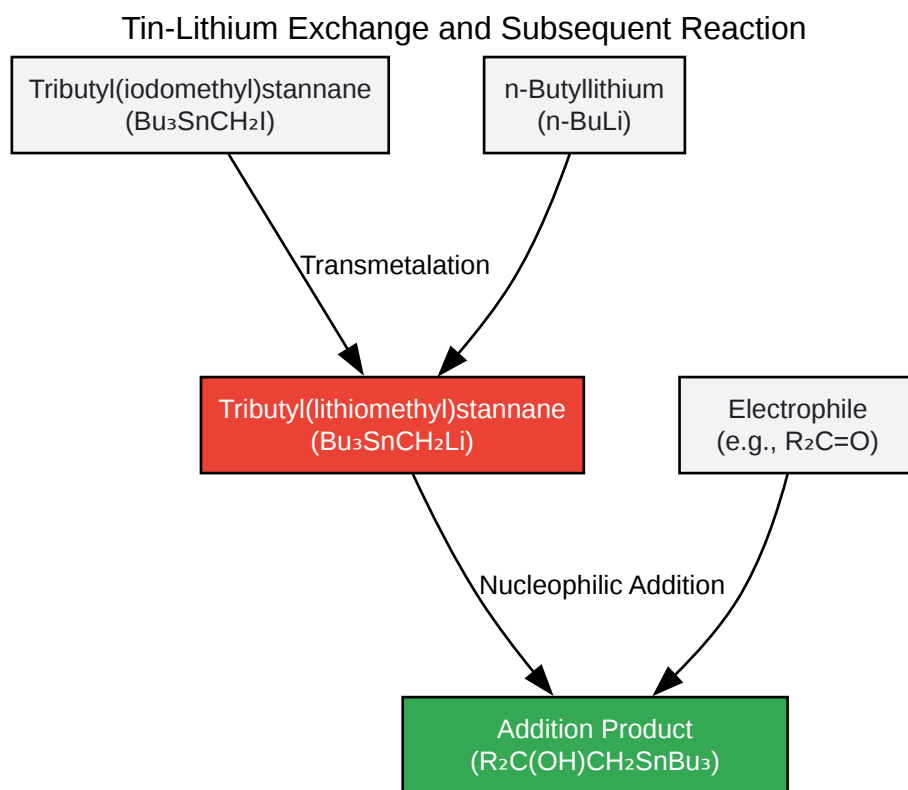 Tin-Lithium Exchange and Subsequent Reaction
Tributyl(iodomethyl)stannane
(Bu₃SnCH₂I)
n-Butyllithium
(n-BuLi)
Transmetalation
Tributyl(lithiomethyl)stannane
(Bu₃SnCH₂Li)
Electrophile
(e.g., R₂C=O)
Nucleophilic Addition
Addition Product
(R₂C(OH)CH₂SnBu₃)